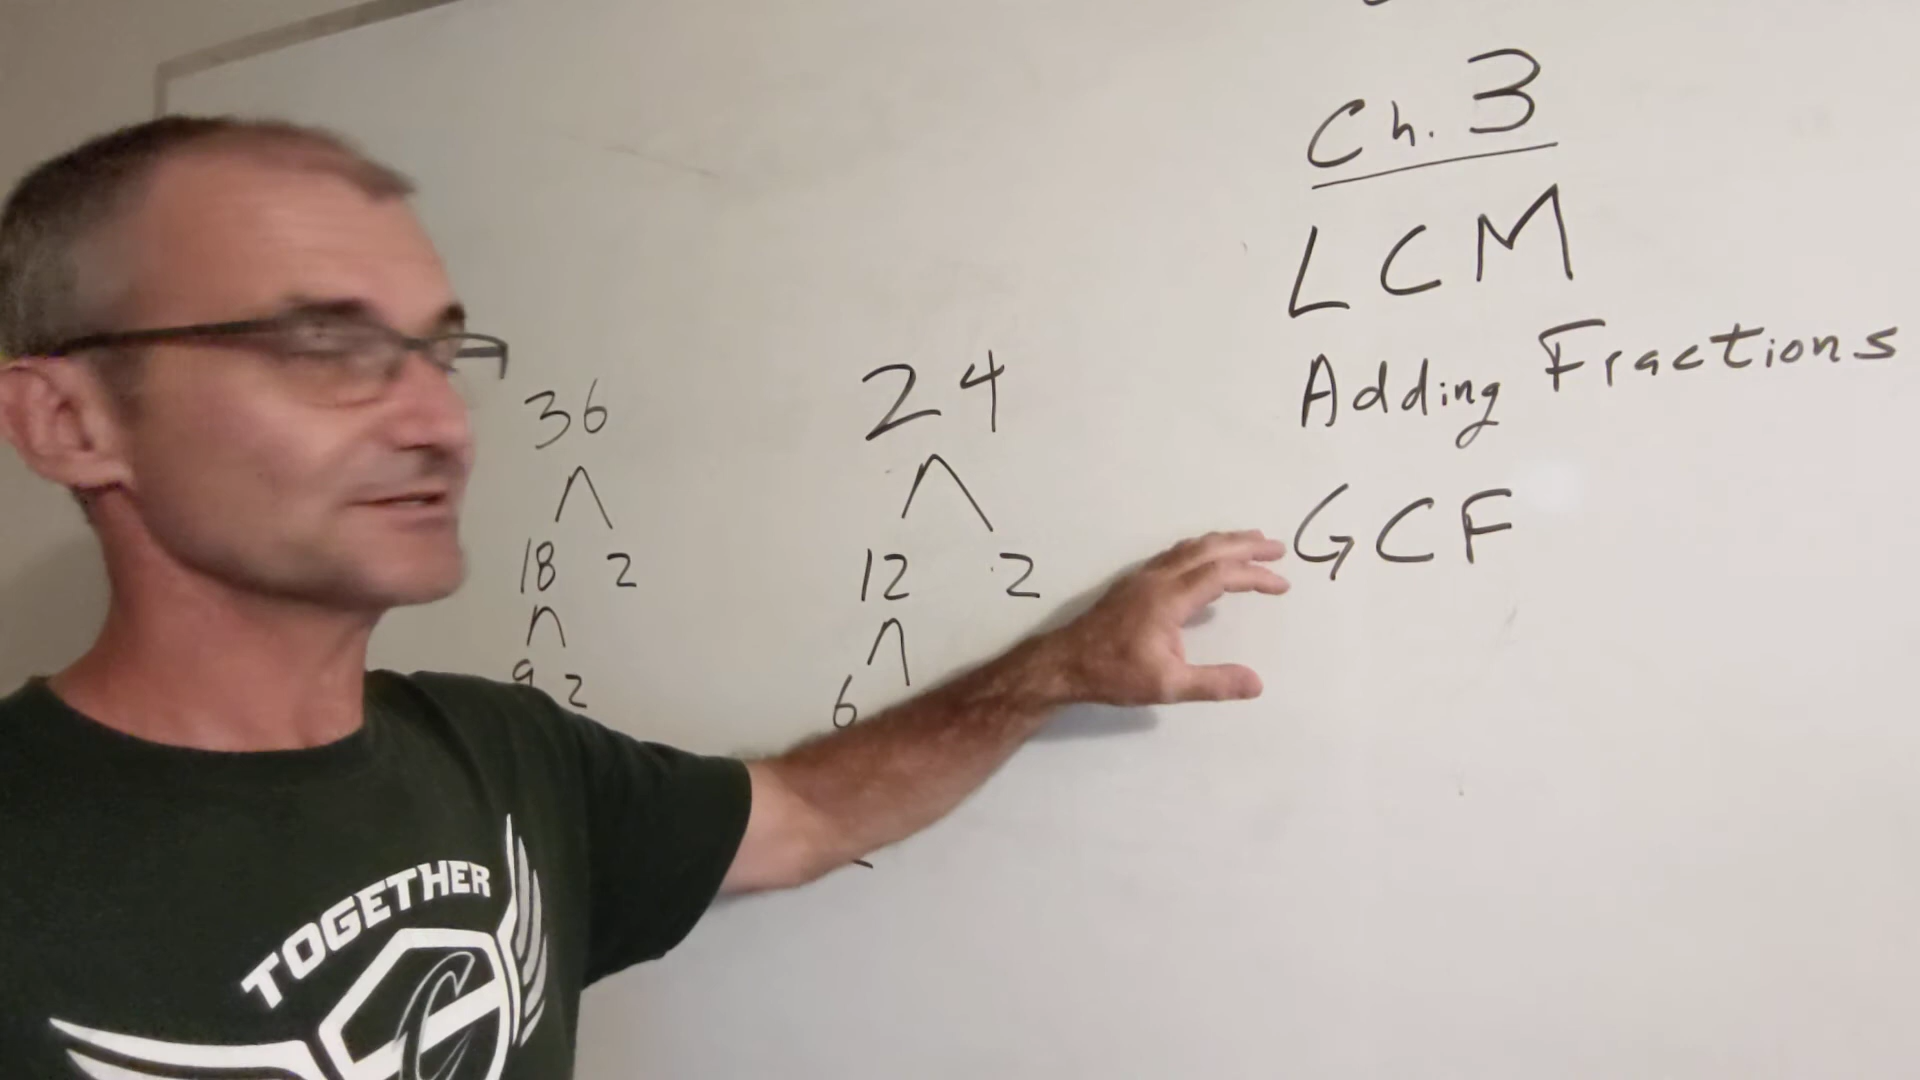 Ch. 3
LCM
Adding Fractions
GCF
36
18 2
9 2
24
12 2
6
TOGETHER